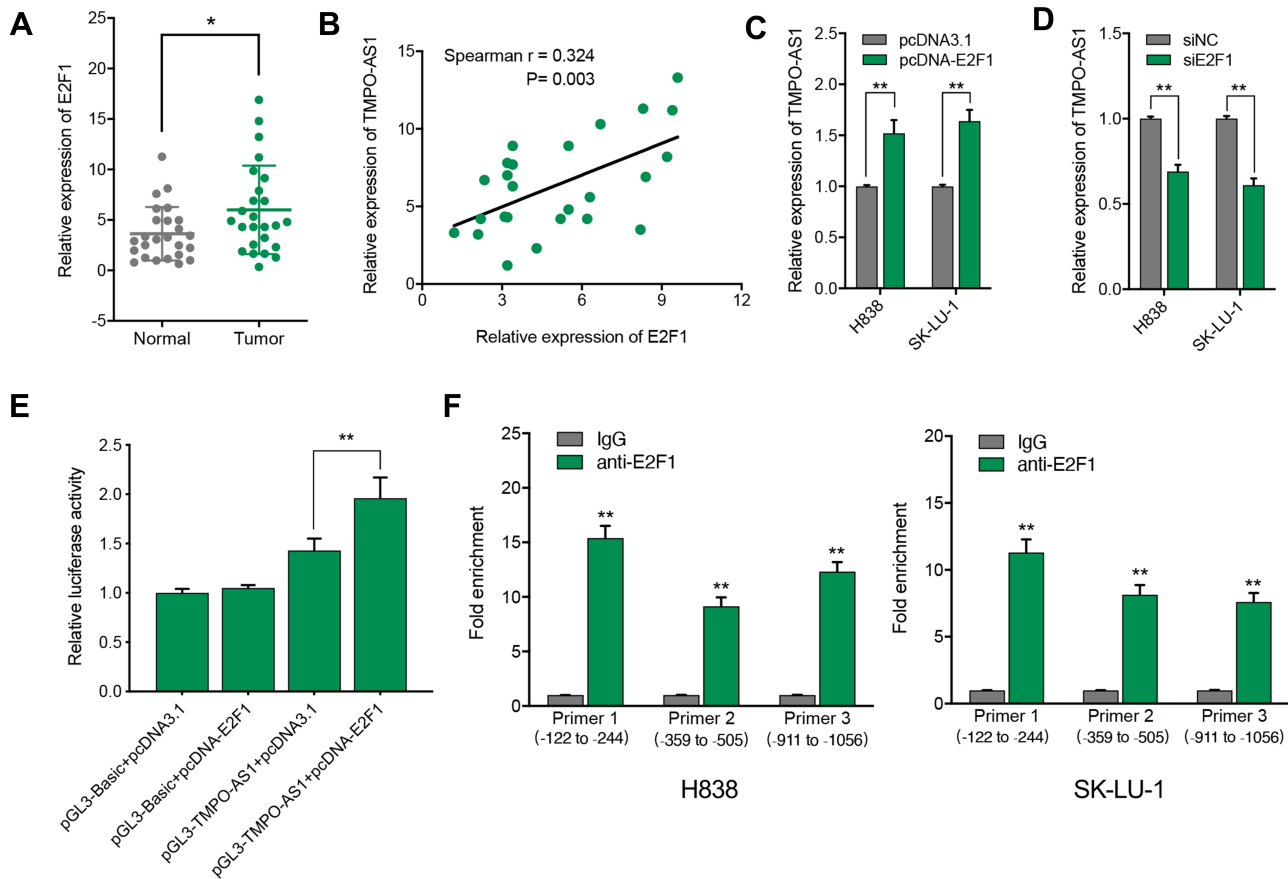 A
25
20
15
10
5
0
-5
Relative expression of E2F1
*
Normal
Tumor
B
Spearman r = 0.324
P= 0.003
15
10
5
0
Relative expression of TMPO-AS1
0
3
6
9
12
Relative expression of E2F1
C
pcDNA3.1
pcDNA-E2F1
2.5
2.0
1.5
1.0
0.5
0.0
Relative expression of TMPO-AS1
**
**
H838
SK-LU-1
D
siNC
siE2F1
1.5
1.0
0.5
0.0
Relative expression of TMPO-AS1
**
**
H838
SK-LU-1
E
2.5
2.0
1.5
1.0
0.5
0.0
Relative luciferase activity
**
pGL3-Basic+pcDNA3.1
pGL3-Basic+pcDNA-E2F1
pGL3-TMPO-AS1+pcDNA3.1
pGL3-TMPO-AS1+pcDNA-E2F1
F
IgG
anti-E2F1
25
20
15
10
5
0
Fold enrichment
**
**
**
Primer 1
Primer 2
Primer 3
(-122 to -244)
(-359 to -505)
(-911 to -1056)
H838
IgG
anti-E2F1
20
15
10
5
0
Fold enrichment
**
**
**
Primer 1
Primer 2
Primer 3
(-122 to -244)
(-359 to -505)
(-911 to -1056)
SK-LU-1